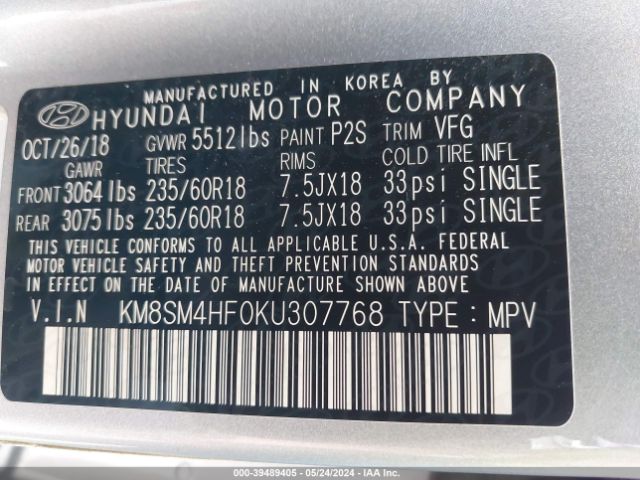 MANUFACTURED IN KOREA BY
HYUNDAI MOTOR COMPANY
OCT/26/18 GVWR 5512lbs PAINT P2S TRIM VFG
GAWR TIRES RIMS COLD TIRE INFL
FRONT 3064lbs 235/60R18 7.5JX18 33psi SINGLE
REAR 3075lbs 235/60R18 7.5JX18 33psi SINGLE
THIS VEHICLE CONFORMS TO ALL APPLICABLE U.S.A. FEDERAL
MOTOR VEHICLE SAFETY AND THEFT PREVENTION STANDARDS
IN EFFECT ON THE DATE OF MANUFACTURE SHOWN ABOVE.
V.I.N KM8SM4HF0KU307768 TYPE : MPV
000-39489405 - 05/24/2024 - IAA Inc.